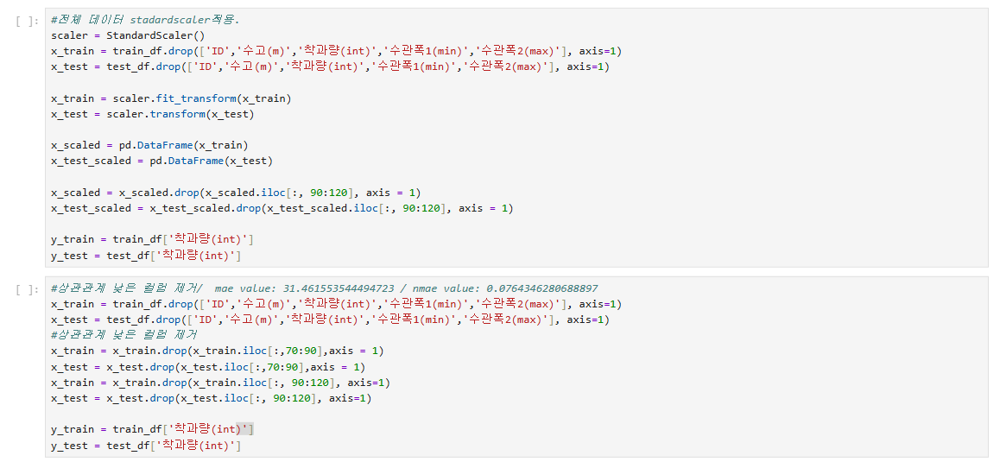 [ ]:
#전체 데이터 stadardscaler적용.
scaler = StandardScaler()
x_train = train_df.drop(['ID','수고(m)','착과량(int)','수관폭1(min)','수관폭2(max)'], axis=1)
x_test = test_df.drop(['ID','수고(m)','착과량(int)','수관폭1(min)','수관폭2(max)'], axis=1)
x_train = scaler.fit_transform(x_train)
x_test = scaler.transform(x_test)
x_scaled = pd.DataFrame(x_train)
x_test_scaled = pd.DataFrame(x_test)
x_scaled = x_scaled.drop(x_scaled.iloc[:, 90:120], axis = 1)
x_test_scaled = x_test_scaled.drop(x_test_scaled.iloc[:, 90:120], axis = 1)
y_train = train_df['착과량(int)']
y_test = test_df['착과량(int)']
[ ]:
#상관관계 낮은 컬럼 제거/  mae value: 31.461553544494723 / nmae value: 0.0764346280688897
x_train = train_df.drop(['ID','수고(m)','착과량(int)','수관폭1(min)','수관폭2(max)'], axis=1)
x_test = test_df.drop(['ID','수고(m)','착과량(int)','수관폭1(min)','수관폭2(max)'], axis=1)
#상관관계 낮은 컬럼 제거
x_train = x_train.drop(x_train.iloc[:,70:90],axis = 1)
x_test = x_test.drop(x_test.iloc[:,70:90],axis = 1)
x_train = x_train.drop(x_train.iloc[:, 90:120], axis=1)
x_test = x_test.drop(x_test.iloc[:, 90:120], axis=1)
y_train = train_df['착과량(int)']
y_test = test_df['착과량(int)']